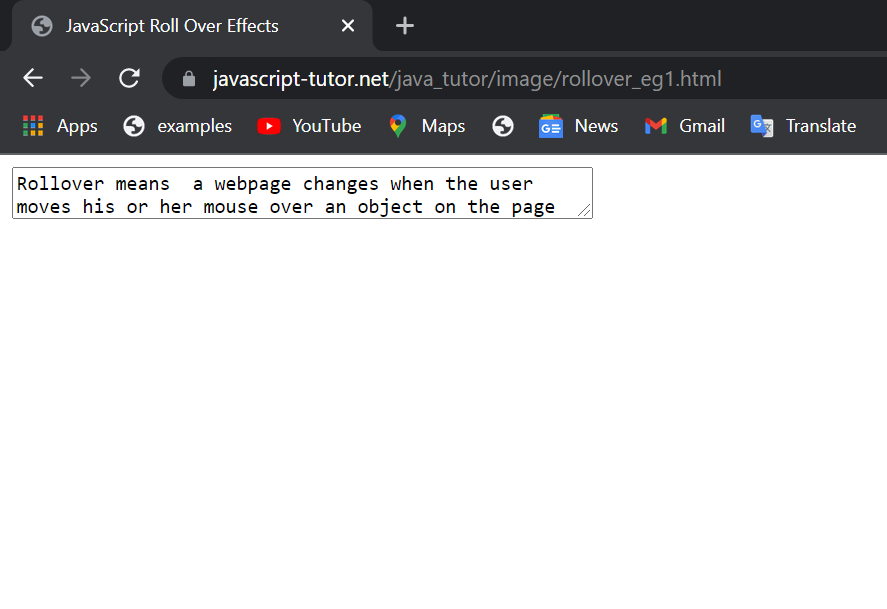 JavaScript Roll Over Effects
javascript-tutor.net/java_tutor/image/rollover_eg1.html
Apps examples YouTube Maps News Gmail Translate
Rollover means  a webpage changes when the user
moves his or her mouse over an object on the page